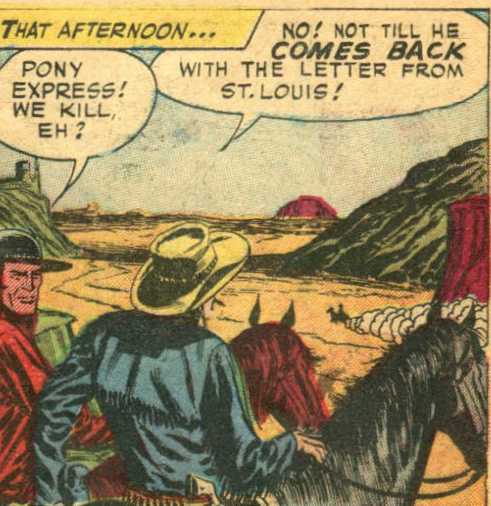 THAT AFTERNOON...
PONY
EXPRESS!
WE KILL,
EH?
NO! NOT TILL HE
COMES BACK
WITH THE LETTER FROM
ST. LOUIS!